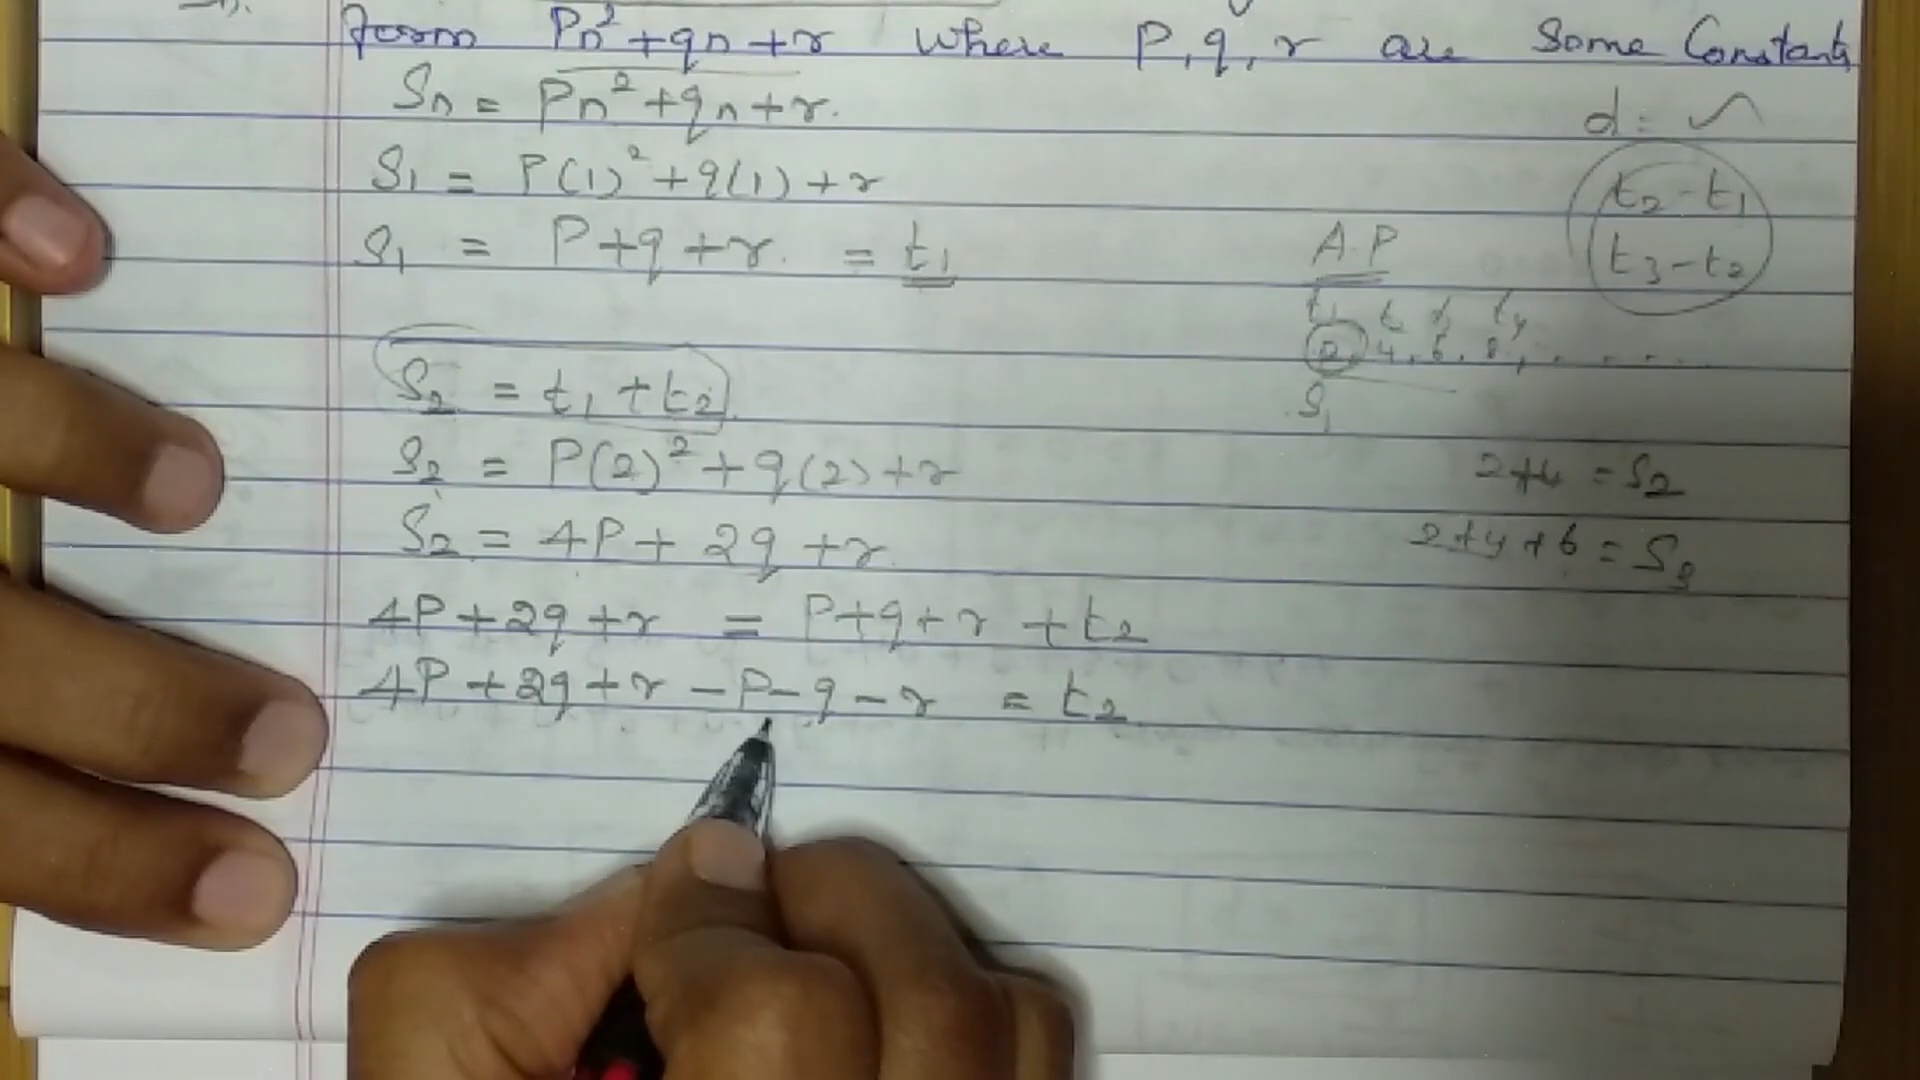 form Pn²+qn+r where P,q,r are Some Constants
Sn = Pn²+qn+r.
d =
S1 = P(1)²+q(1)+r
t2-t1
S1 = P+q+r. = t1
A.P
t3-t2
t1 t t t4
2, 4, 6, 8, . . . . . .
S2 = t1+t2
S1
S2 = P(2)²+q(2)+r
2+4 = S2
S2 = 4P+2q+r
2+4+6 = S3
4P+2q+r = P+q+r+t2
4P+2q+r-P-q-r = t2